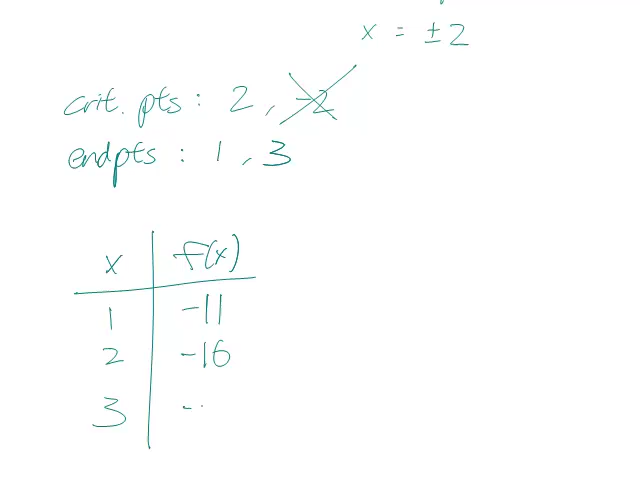 x = ±2
crit. pts : 2, -2
endpts : 1, 3
x f(x)
1 -11
2 -16
3